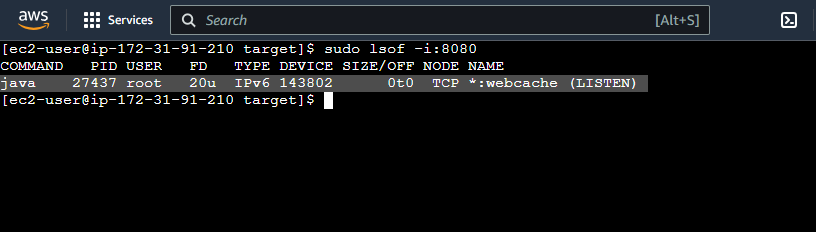 aws Services Search [Alt+S]
[ec2-user@ip-172-31-91-210 target]$ sudo lsof -i:8080
COMMAND   PID USER   FD   TYPE DEVICE SIZE/OFF NODE NAME
java    27437 root   20u  IPv6 143802      0t0  TCP *:webcache (LISTEN)
[ec2-user@ip-172-31-91-210 target]$